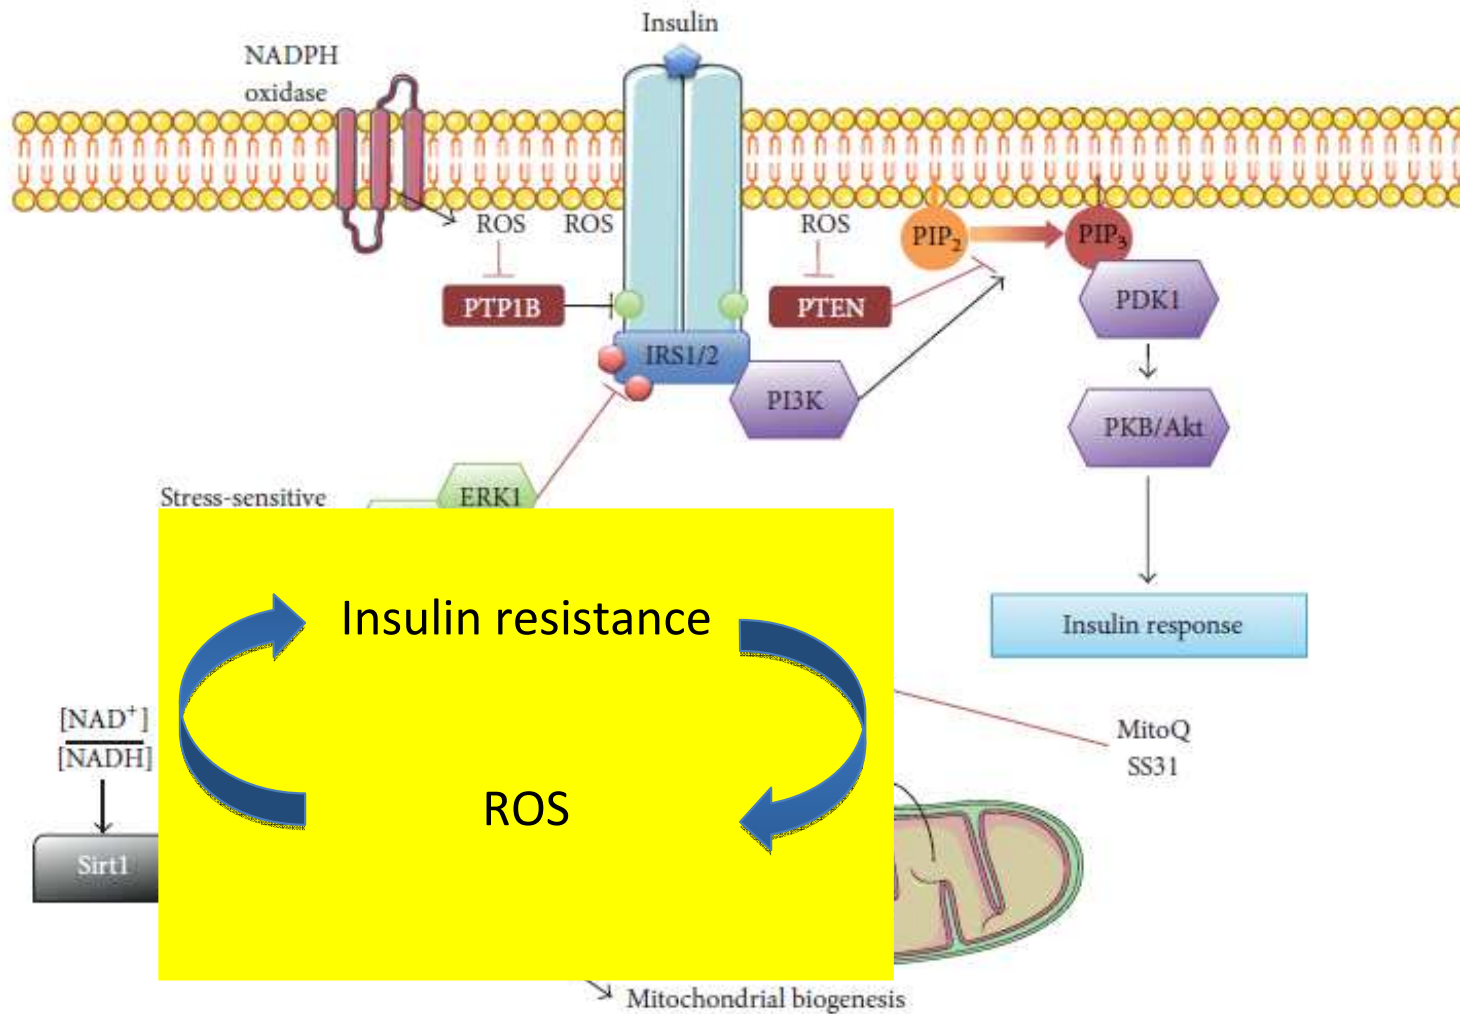 Insulin
NADPH
oxidase
ROS
ROS
ROS
PIP₂
PIP₃
PTP1B
PTEN
PDK1
IRS1/2
PI3K
PKB/Akt
Stress-sensitive
ERK1
Insulin resistance
Insulin response
[NAD⁺]
[NADH]
MitoQ
SS31
ROS
Sirt1
Mitochondrial biogenesis